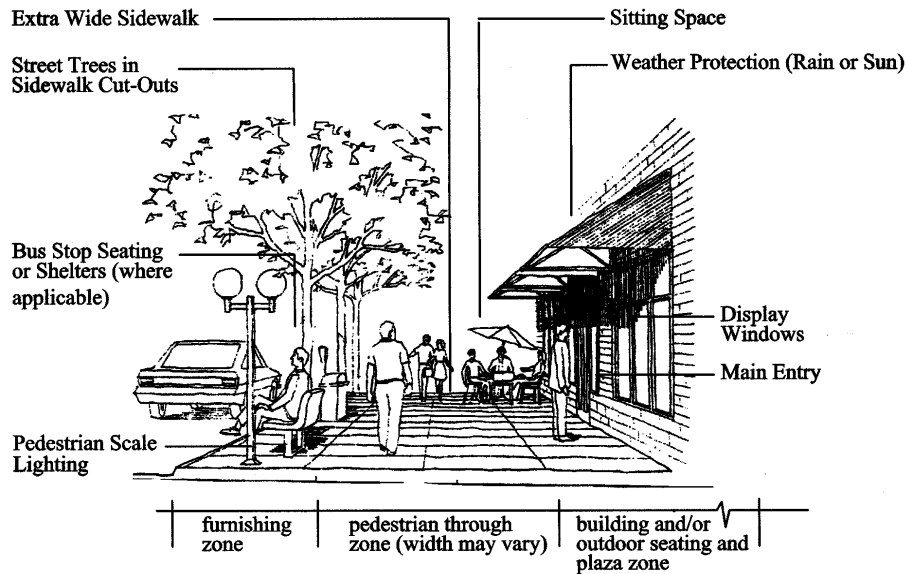 Extra Wide Sidewalk
Sitting Space
Street Trees in
Sidewalk Cut-Outs
Weather Protection (Rain or Sun)
Bus Stop Seating
or Shelters (where
applicable)
Display
Windows
Main Entry
Pedestrian Scale
Lighting
furnishing
zone
pedestrian through
zone (width may vary)
building and/or
outdoor seating and
plaza zone